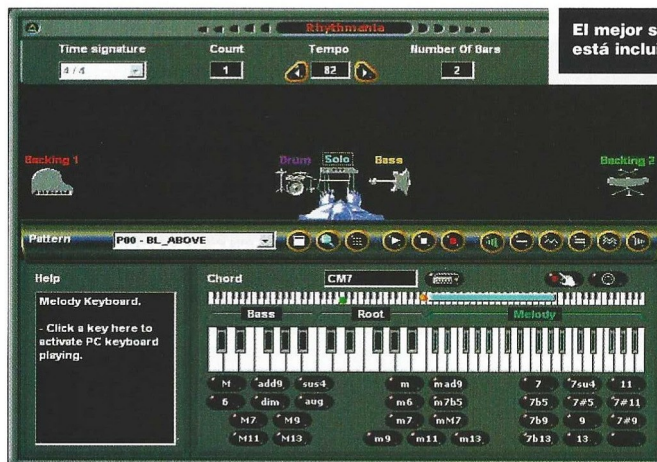 Rhythmania
El mejor s
está inclu
Time signature Count Tempo Number Of Bars
4 / 4 1 82 2
Backing 1 Drum Solo Bass Backing 2
Pattern P00 - BL_ABOVE
Help
Melody Keyboard.
- Click a key here to
activate PC keyboard
playing.
Chord CM7
Bass Root Melody
M add9 sus4 m mad9 7 7su4 11
6 dim aug m6 m7b5 7b5 7#5 7#11
M7 M9 m7 mM7 7b9 9 7#9
M11 M13 m9 m11 m13 7b13 13